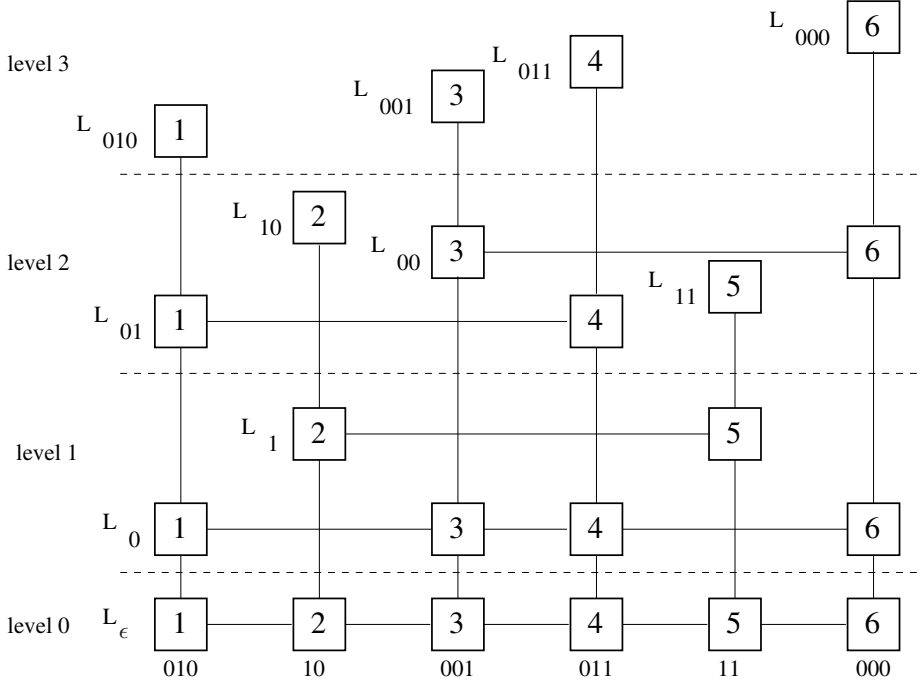 L 000 6
level 3 L 011 4
L 001 3
L 010 1
L 10 2
level 2 L 00 3 6
L 11 5
L 01 1 4
level 1 L 1 2 5
L 0 1 3 4 6
level 0 L ϵ 1 2 3 4 5 6
010 10 001 011 11 000